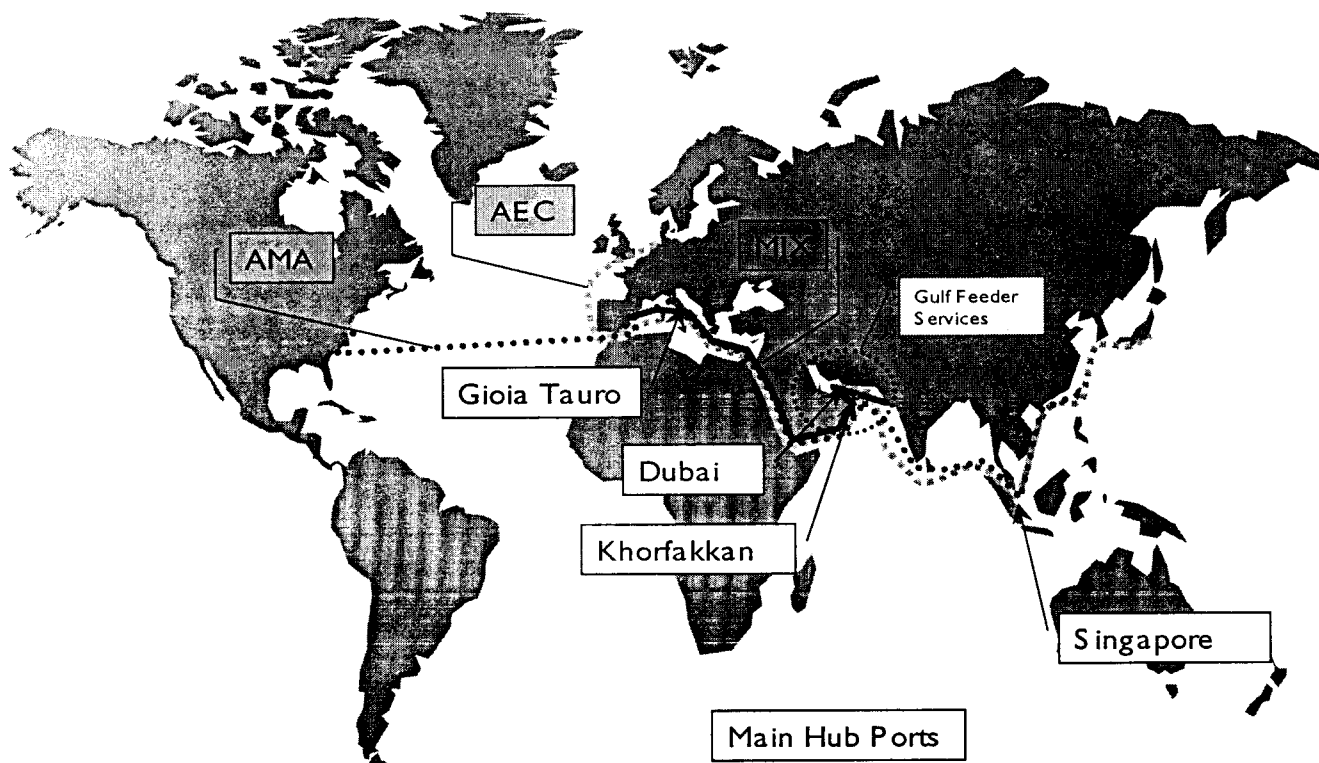 AEC
AMA
MIX
Gulf Feeder
Services
Gioia Tauro
Dubai
Khorfakkan
Singapore
Main Hub Ports